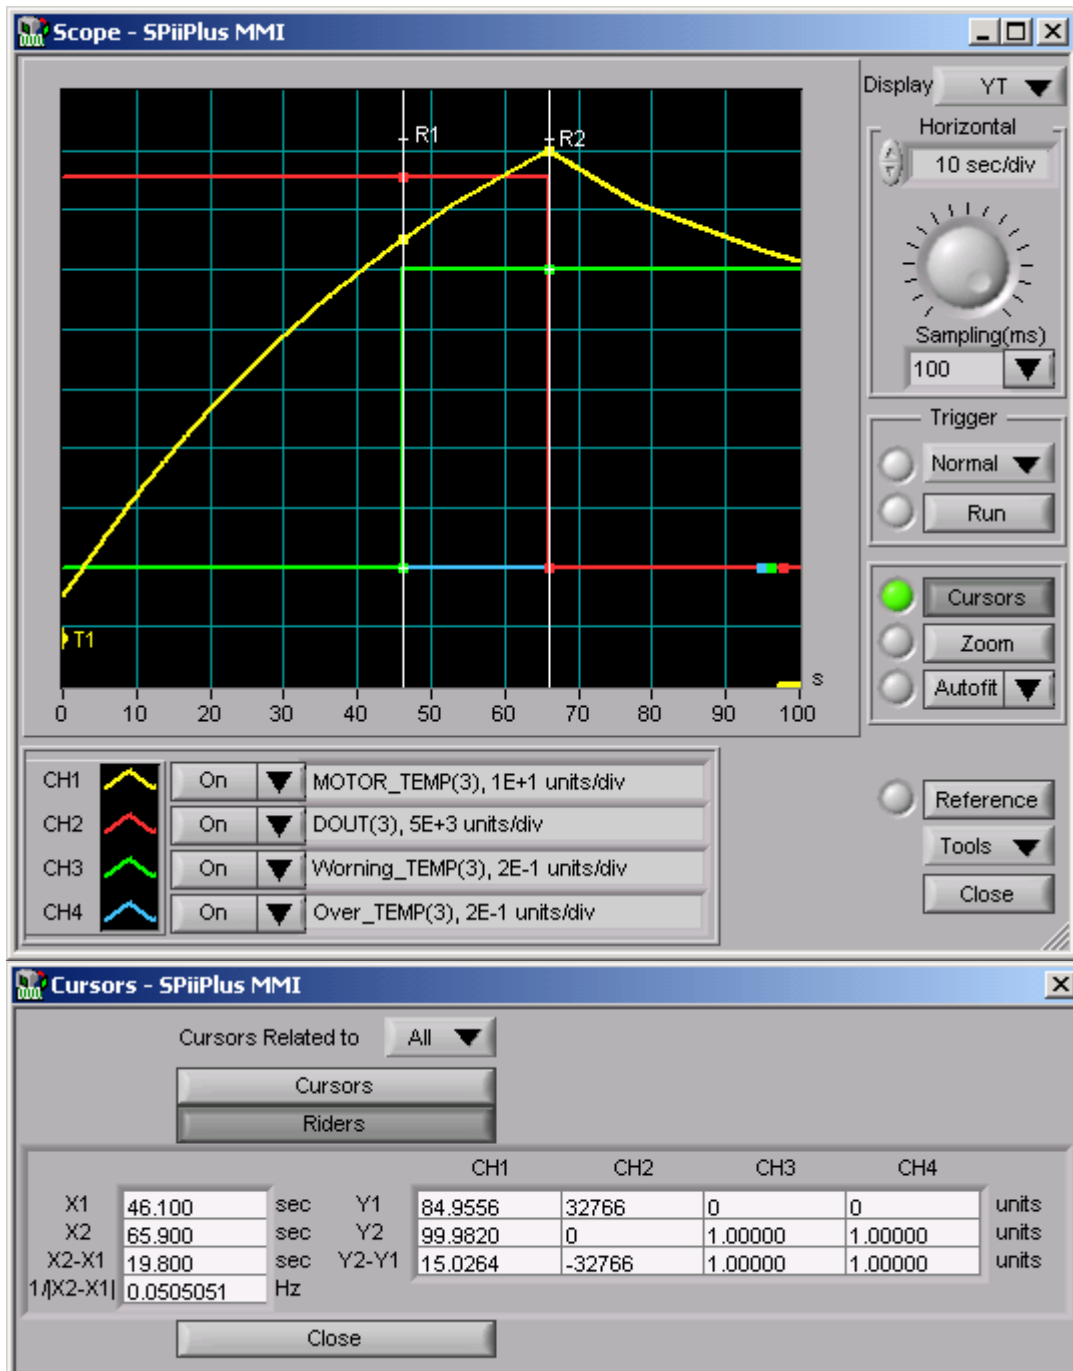 Scope - SPiiPlus MMI
Display YT
Horizontal
10 sec/div
Sampling(ms)
100
Trigger
Normal
Run
Cursors
Zoom
Autofit
R1
R2
T1
s
0 10 20 30 40 50 60 70 80 90 100
CH1 On MOTOR_TEMP(3), 1E+1 units/div
CH2 On DOUT(3), 5E+3 units/div
CH3 On Worning_TEMP(3), 2E-1 units/div
CH4 On Over_TEMP(3), 2E-1 units/div
Reference
Tools
Close
Cursors - SPiiPlus MMI
Cursors Related to All
Cursors
Riders
CH1 CH2 CH3 CH4
X1 46.100 sec Y1 84.9556 32766 0 0 units
X2 65.900 sec Y2 99.9820 0 1.00000 1.00000 units
X2-X1 19.800 sec Y2-Y1 15.0264 -32766 1.00000 1.00000 units
1/|X2-X1| 0.0505051 Hz
Close